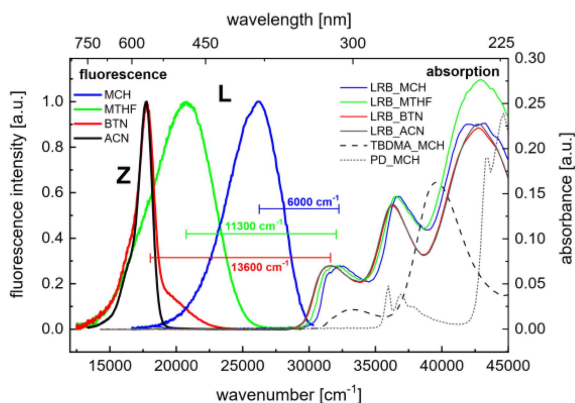 wavelength [nm]
750 600 450 300 225
fluorescence
MCH
MTHF
BTN
ACN
L
Z
absorption
LRB_MCH
LRB_MTHF
LRB_BTN
LRB_ACN
TBDMA_MCH
PD_MCH
6000 cm⁻¹
11300 cm⁻¹
13600 cm⁻¹
fluorescence intensity [a.u.]
1.0
0.8
0.6
0.4
0.2
0.0
absorbance [a.u.]
0.30
0.25
0.20
0.15
0.10
0.05
0.00
15000 20000 25000 30000 35000 40000 45000
wavenumber [cm⁻¹]